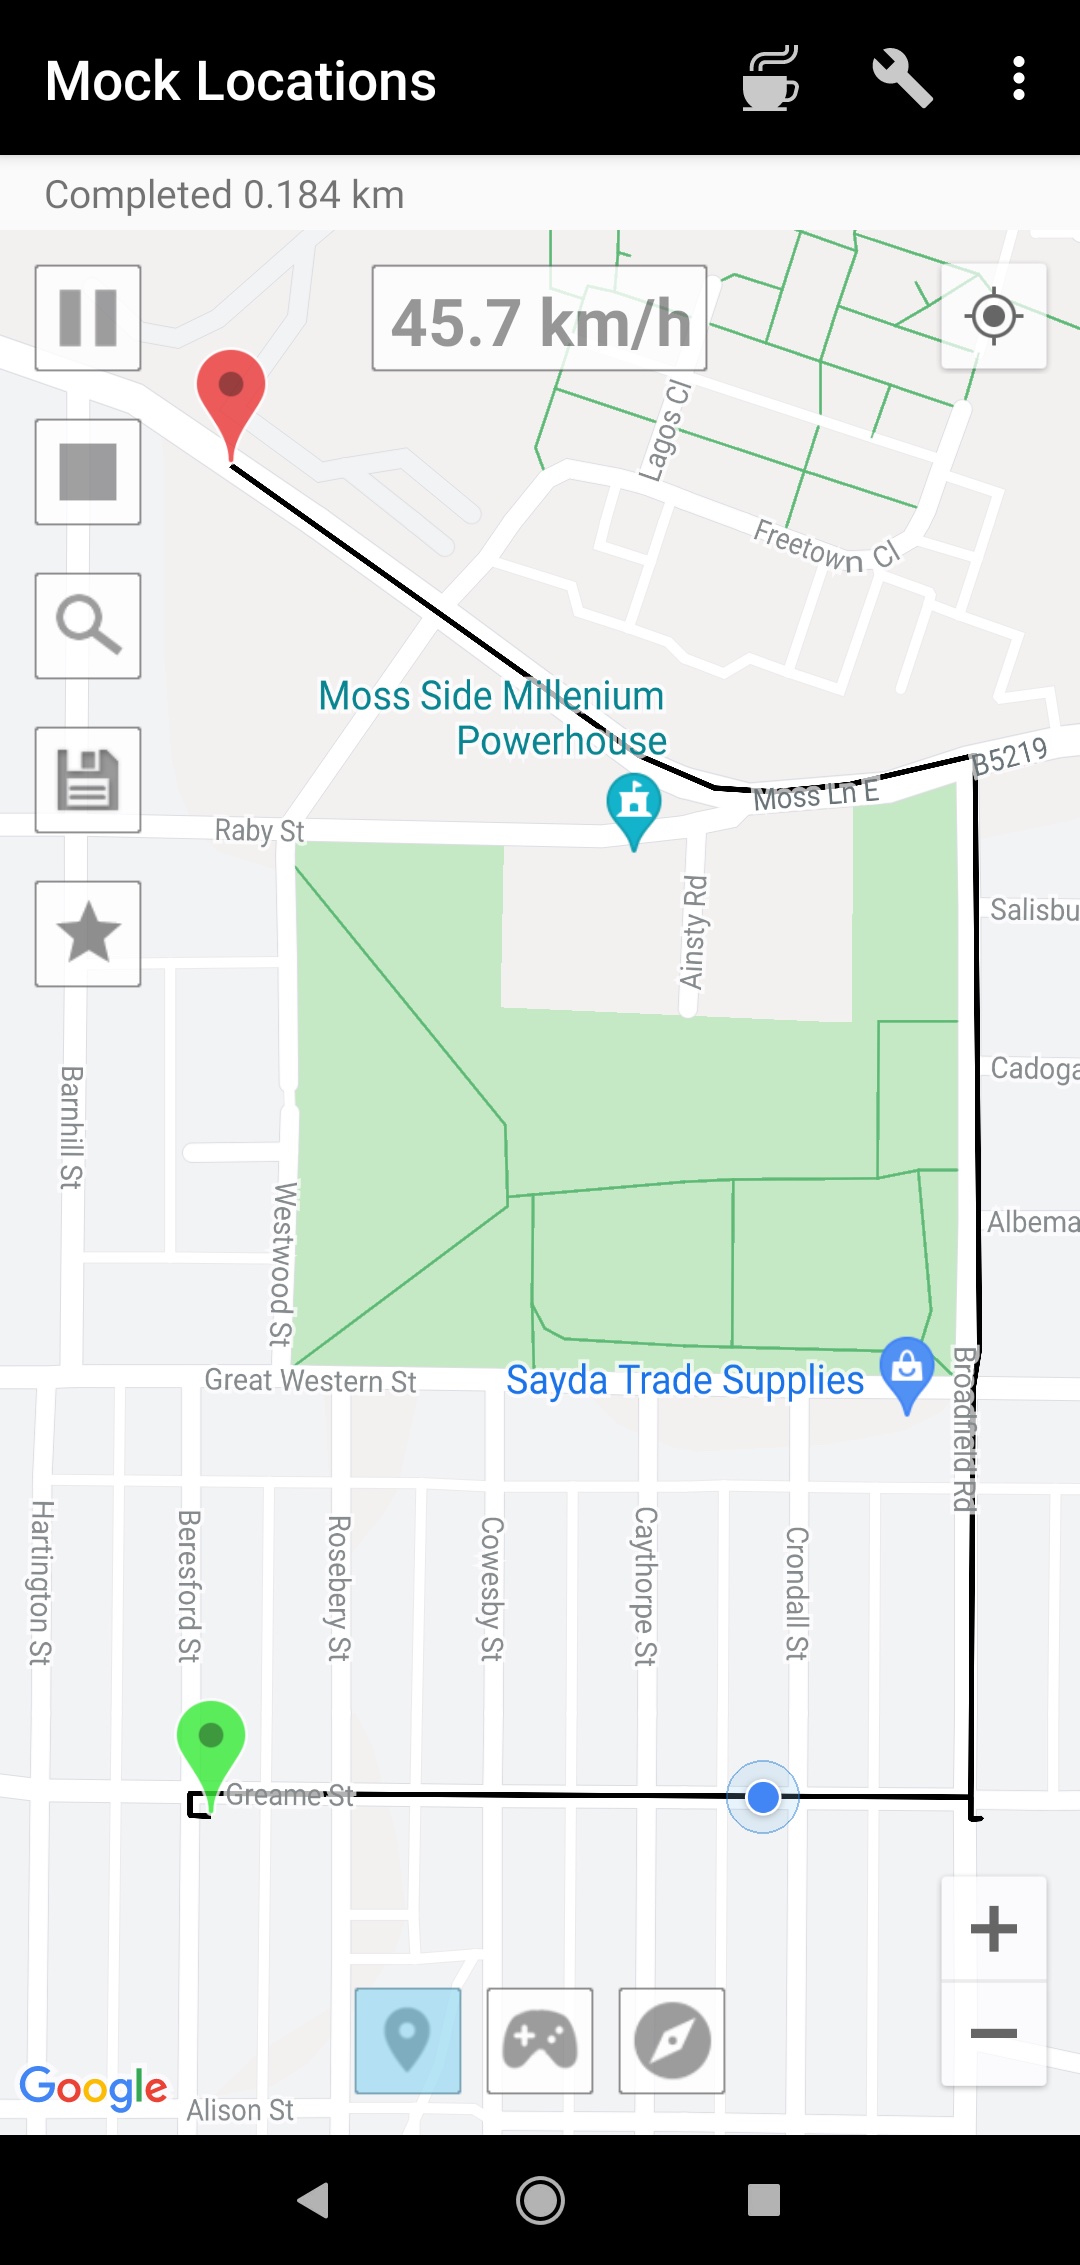 Mock Locations
Completed 0.184 km
45.7 km/h
Lagos Cl
Freetown Cl
Moss Side Millenium
Powerhouse
B5219
Moss Ln E
Raby St
Ainsty Rd
Salisbu
Cadoga
Barnhill St
Westwood St
Albema
Great Western St
Sayda Trade Supplies
Broadfield Rd
Hartington St
Beresford St
Rosebery St
Cowesby St
Caythorpe St
Crondall St
Greame St
Google
Alison St